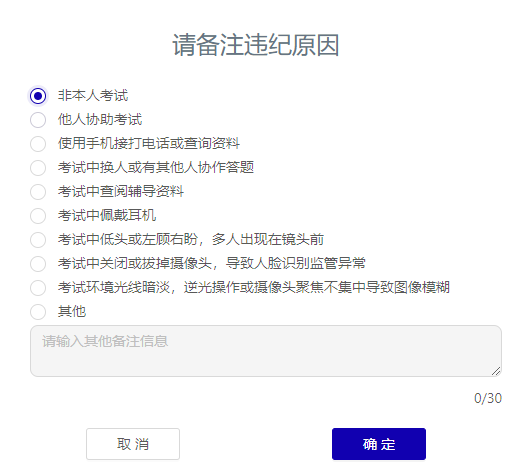 请备注违纪原因
非本人考试
他人协助考试
使用手机接打电话或查询资料
考试中换人或有其他人协作答题
考试中查阅辅导资料
考试中佩戴耳机
考试中低头或左顾右盼，多人出现在镜头前
考试中关闭或拔掉摄像头，导致人脸识别监管异常
考试环境光线暗淡，逆光操作或摄像头聚焦不集中导致图像模糊
其他
请输入其他备注信息
0/30
取 消
确 定